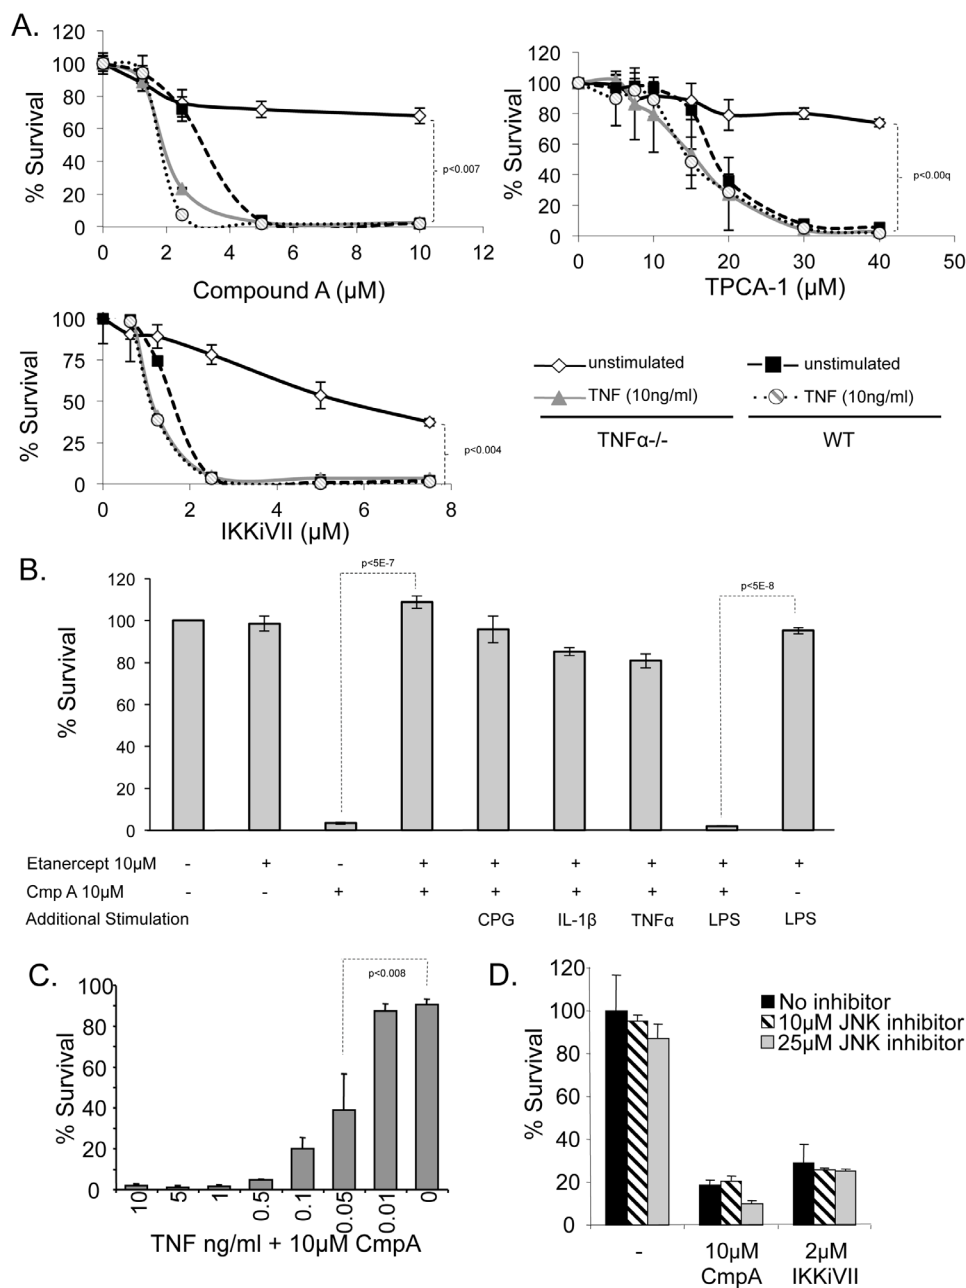 A.
120
100
80
60
40
20
0
% Survival
0 2 4 6 8 10 12
Compound A (µM)
p<0.007
120
100
80
60
40
20
0
% Survival
0 10 20 30 40 50
TPCA-1 (µM)
p<0.00q
100
75
50
25
0
% Survival
0 2 4 6 8
IKKiVII (µM)
p<0.004
unstimulated unstimulated
TNF (10ng/ml) TNF (10ng/ml)
TNFα-/- WT
B.
120
100
80
60
40
20
0
% Survival
p<5E-7
p<5E-8
Etanercept 10µM - + - + + + + + +
Cmp A 10µM - - + + + + + + -
Additional Stimulation CPG IL-1β TNFα LPS LPS
C.
100
80
60
40
20
0
% Survival
p<0.008
10 5 1 0.5 0.1 0.05 0.01 0
TNF ng/ml + 10µM CmpA
D.
120
100
80
60
40
20
0
% Survival
No inhibitor
10µM JNK inhibitor
25µM JNK inhibitor
- 10µM 2µM
CmpA IKKiVII